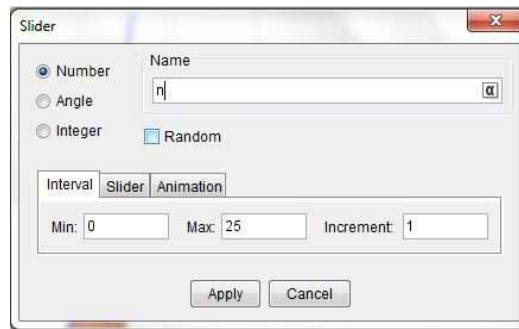 Slider
Number
Name
n
α
Angle
Integer
Random
Interval Slider Animation
Min: 0 Max: 25 Increment: 1
Apply Cancel